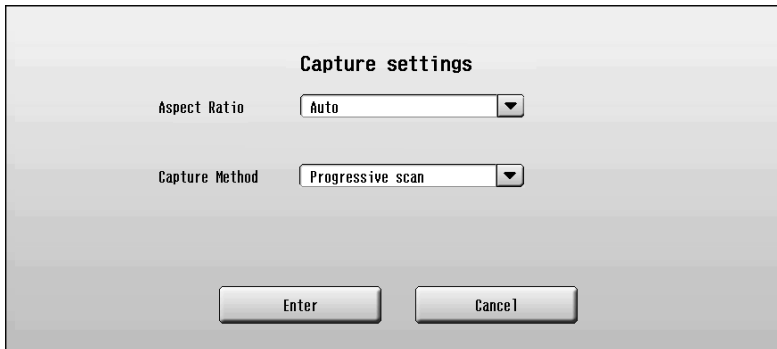 Capture settings
Aspect Ratio Auto
Capture Method Progressive scan
Enter Cancel